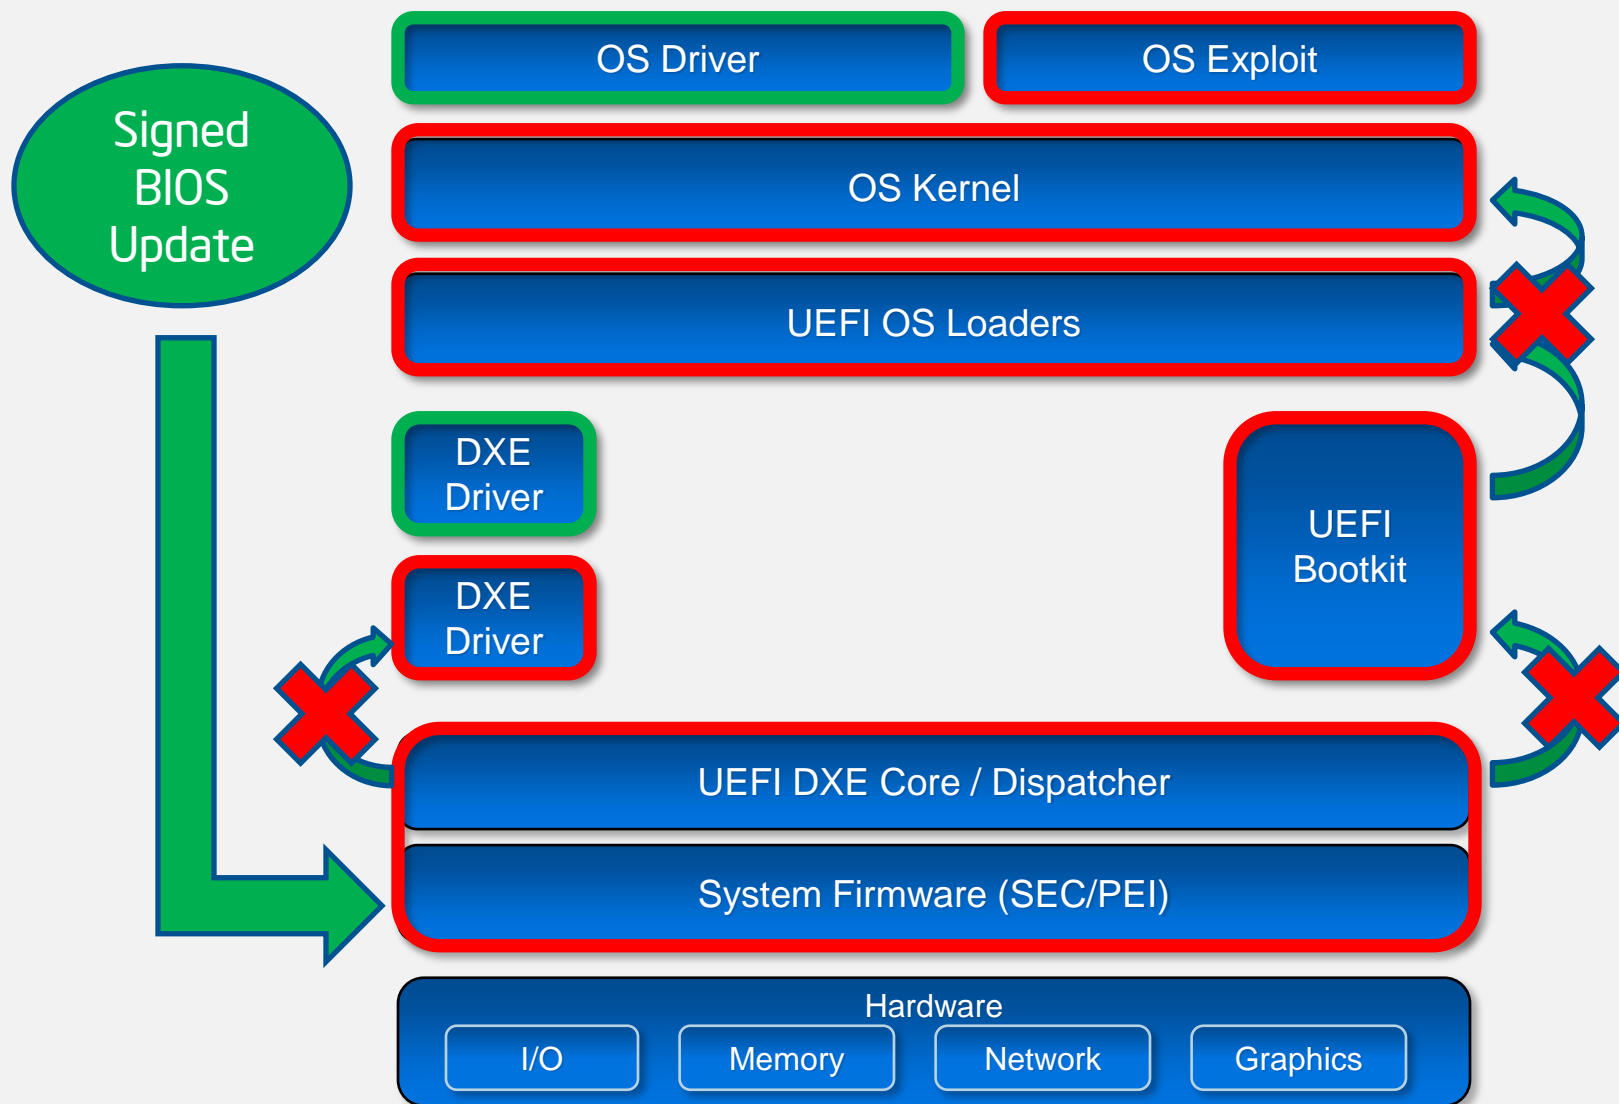 OS Driver
OS Exploit
Signed
BIOS
Update
OS Kernel
UEFI OS Loaders
DXE
Driver
UEFI
Bootkit
DXE
Driver
UEFI DXE Core / Dispatcher
System Firmware (SEC/PEI)
Hardware
I/O
Memory
Network
Graphics